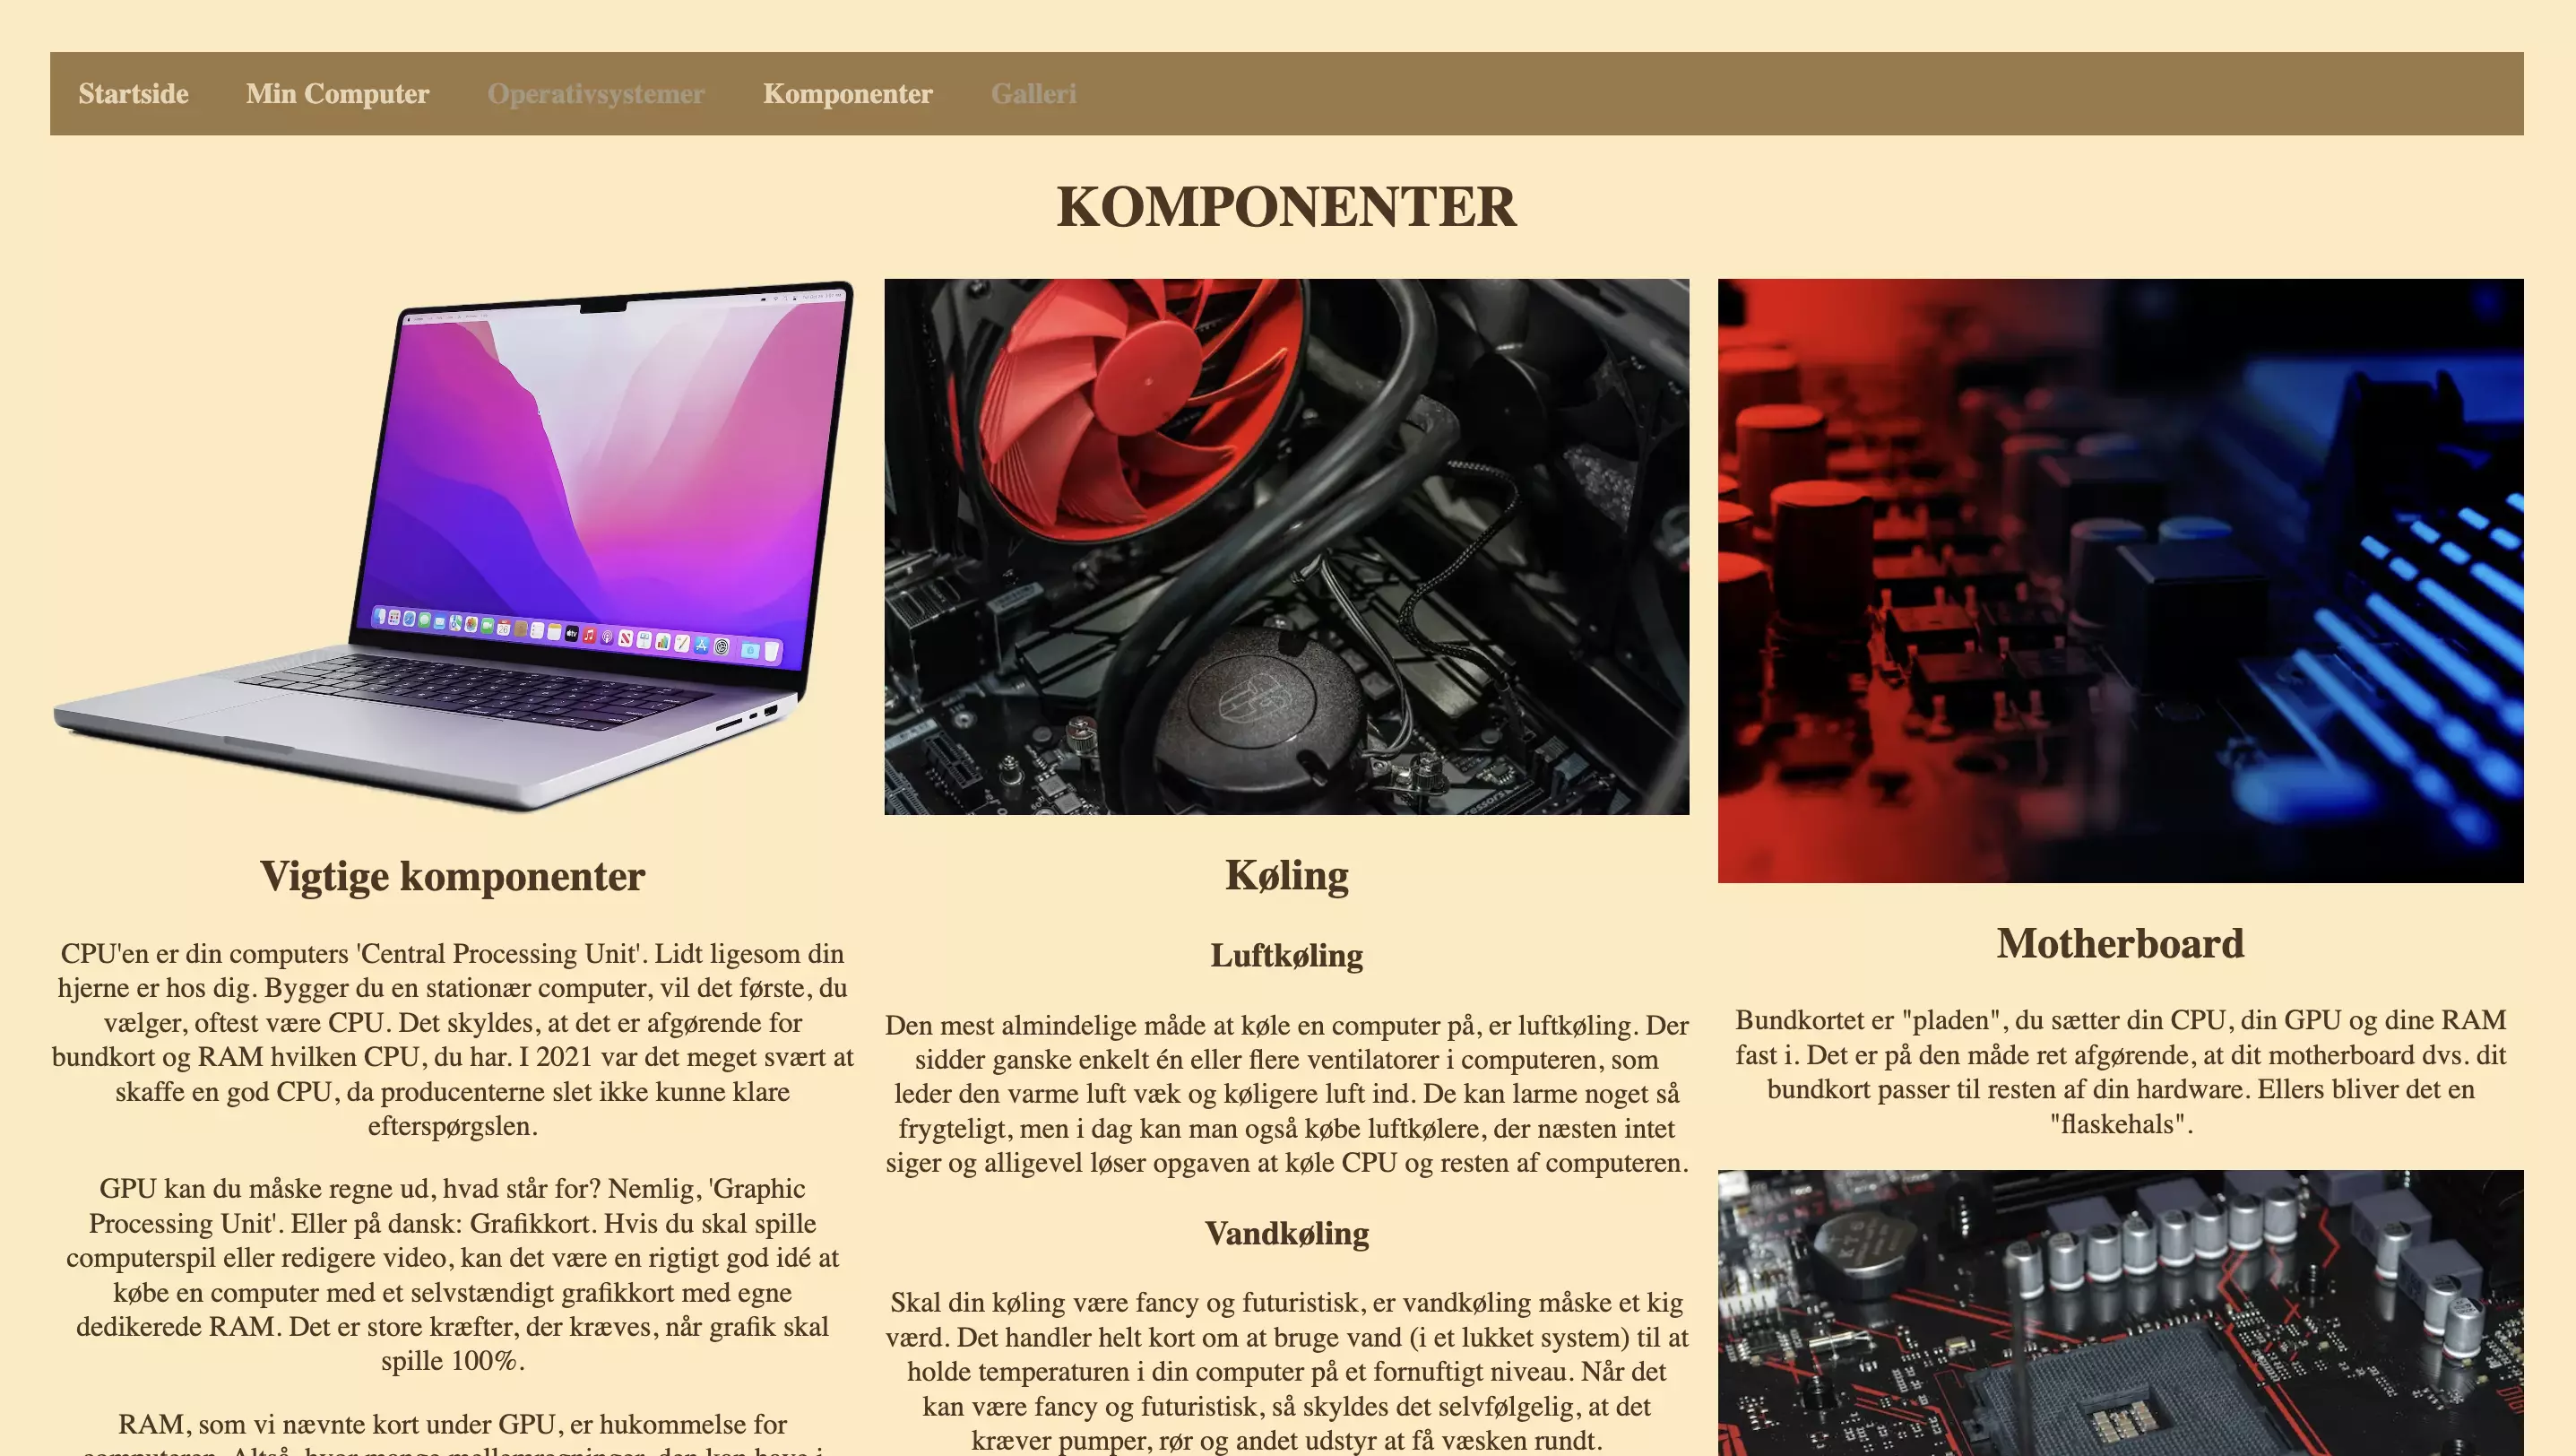 Startside Min Computer Operativsystemer Komponenter Galleri
KOMPONENTER
Vigtige komponenter
CPU'en er din computers 'Central Processing Unit'. Lidt ligesom din
hjerne er hos dig. Bygger du en stationær computer, vil det første, du
vælger, oftest være CPU. Det skyldes, at det er afgørende for
bundkort og RAM hvilken CPU, du har. I 2021 var det meget svært at
skaffe en god CPU, da producenterne slet ikke kunne klare
efterspørgslen.
GPU kan du måske regne ud, hvad står for? Nemlig, 'Graphic
Processing Unit'. Eller på dansk: Grafikkort. Hvis du skal spille
computerspil eller redigere video, kan det være en rigtigt god idé at
købe en computer med et selvstændigt grafikkort med egne
dedikerede RAM. Det er store kræfter, der kræves, når grafik skal
spille 100%.
RAM, som vi nævnte kort under GPU, er hukommelse for
Køling
Luftkøling
Den mest almindelige måde at køle en computer på, er luftkøling. Der
sidder ganske enkelt én eller flere ventilatorer i computeren, som
leder den varme luft væk og køligere luft ind. De kan larme noget så
frygteligt, men i dag kan man også købe luftkølere, der næsten intet
siger og alligevel løser opgaven at køle CPU og resten af computeren.
Vandkøling
Skal din køling være fancy og futuristisk, er vandkøling måske et kig
værd. Det handler helt kort om at bruge vand (i et lukket system) til at
holde temperaturen i din computer på et fornuftigt niveau. Når det
kan være fancy og futuristisk, så skyldes det selvfølgelig, at det
kræver pumper, rør og andet udstyr at få væsken rundt.
Motherboard
Bundkortet er "pladen", du sætter din CPU, din GPU og dine RAM
fast i. Det er på den måde ret afgørende, at dit motherboard dvs. dit
bundkort passer til resten af din hardware. Ellers bliver det en
"flaskehals".